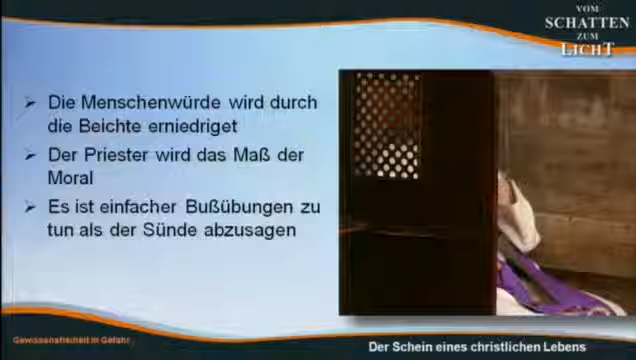 VOM
SCHATTEN
ZUM
LICHT
Die Menschenwürde wird durch
die Beichte erniedriget
Der Priester wird das Maß der
Moral
Es ist einfacher Bußübungen zu
tun als der Sünde abzusagen
Gewissensfreiheit in Gefahr
Der Schein eines christlichen Lebens